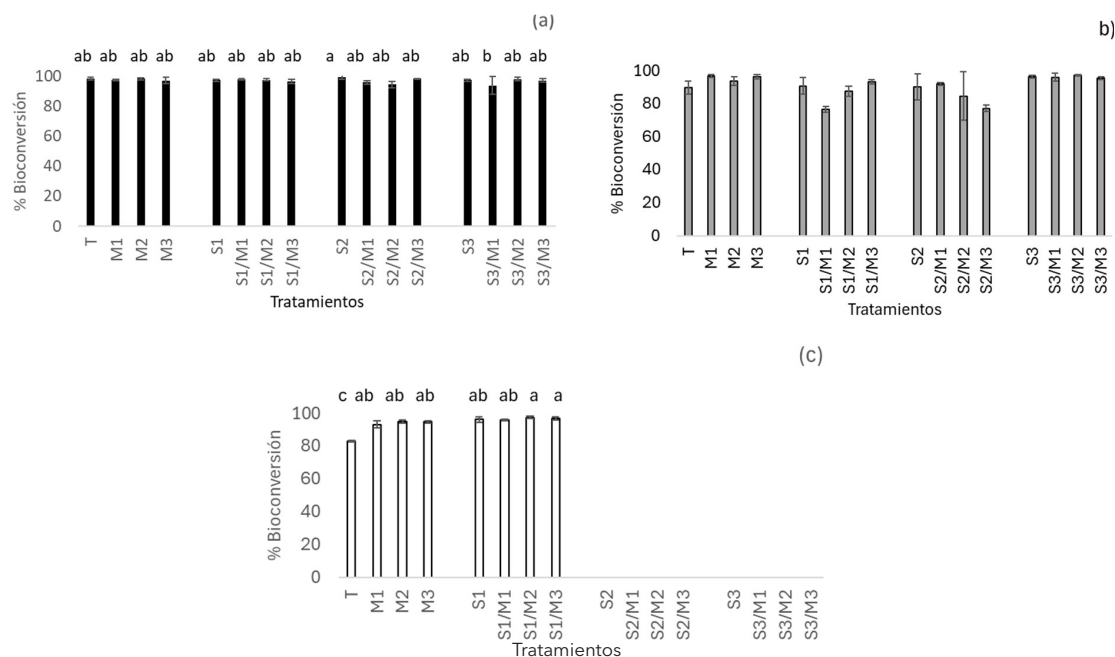 (a)
ab ab ab ab ab ab ab ab a ab ab ab ab b ab ab
100
80
60
40
20
0
% Bioconversión
T M1 M2 M3 S1 S1/M1 S1/M2 S1/M3 S2 S2/M1 S2/M2 S2/M3 S3 S3/M1 S3/M2 S3/M3
Tratamientos
b)
100
80
60
40
20
0
% Bioconversión
T M1 M2 M3 S1 S1/M1 S1/M2 S1/M3 S2 S2/M1 S2/M2 S2/M3 S3 S3/M1 S3/M2 S3/M3
Tratamientos
(c)
c ab ab ab ab ab a a
100
80
60
40
20
0
% Bioconversión
T M1 M2 M3 S1 S1/M1 S1/M2 S1/M3 S2 S2/M1 S2/M2 S2/M3 S3 S3/M1 S3/M2 S3/M3
Tratamientos